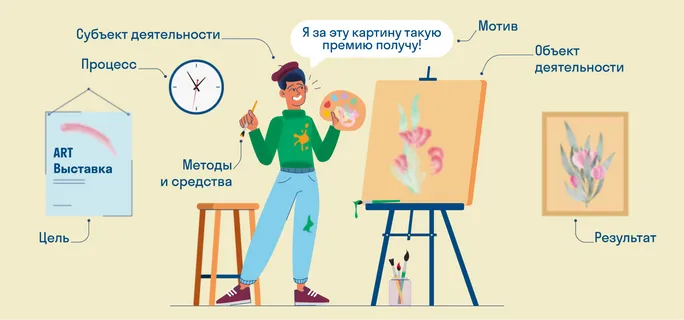 Субъект деятельности
Я за эту картину такую
премию получу!
Мотив
Процесс
Объект
деятельности
ART
Выставка
Методы
и средства
Цель
Результат